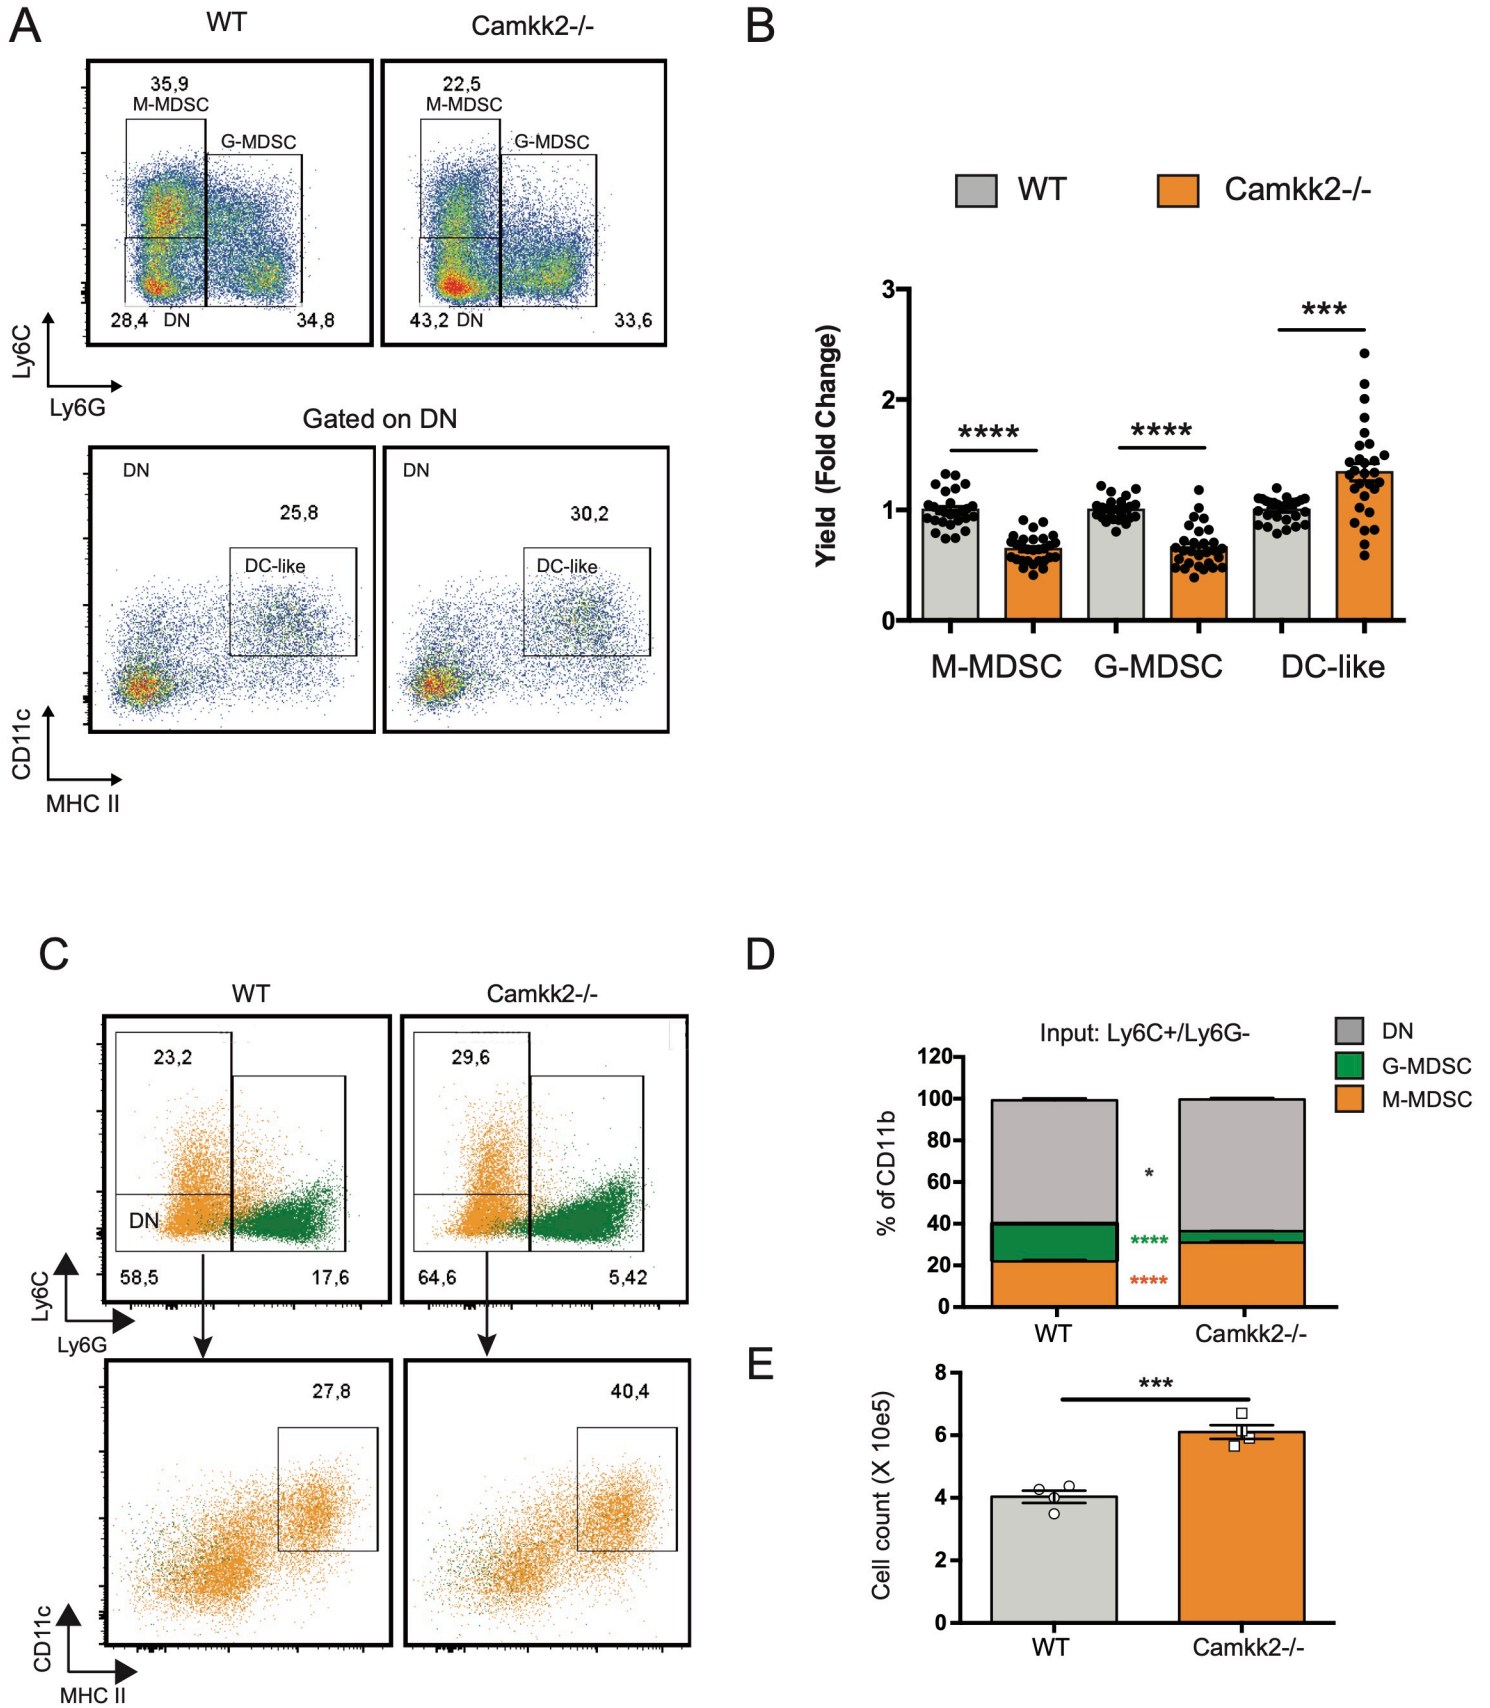 A
WT
Camkk2-/-
35,9
M-MDSC
G-MDSC
28,4 DN 34,8
22,5
M-MDSC
G-MDSC
43,2 DN 33,6
Ly6C
Ly6G
Gated on DN
DN
25,8
DC-like
DN
30,2
DC-like
CD11c
MHC II
B
WT
Camkk2-/-
Yield (Fold Change)
3
2
1
0
****
****
***
M-MDSC
G-MDSC
DC-like
C
WT
Camkk2-/-
23,2
DN
58,5
17,6
29,6
64,6
5,42
Ly6C
Ly6G
27,8
40,4
CD11c
MHC II
D
Input: Ly6C+/Ly6G-
DN
G-MDSC
M-MDSC
% of CD11b
120
100
80
60
40
20
0
*
****
****
WT
Camkk2-/-
E
Cell count (X 10e5)
8
6
4
2
0
***
WT
Camkk2-/-